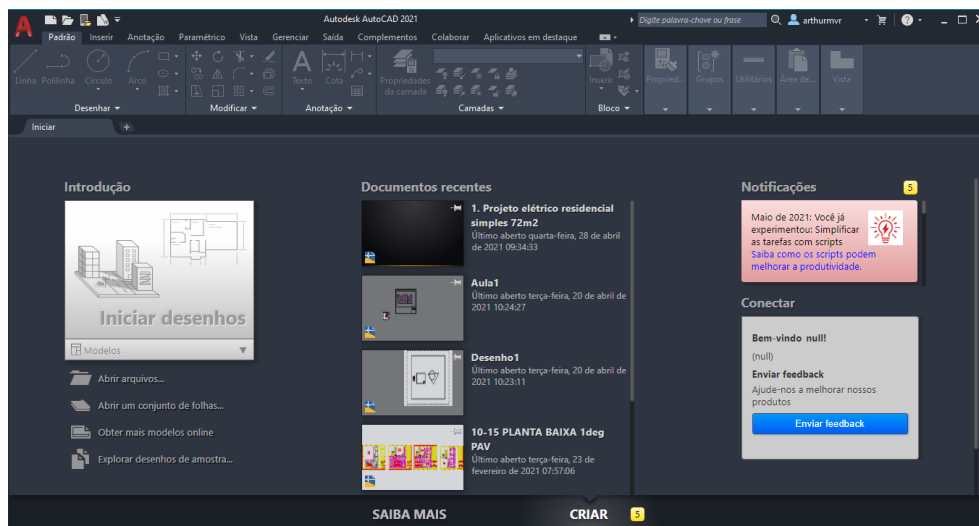 Autodesk AutoCAD 2021
Digite palavra-chave ou frase
arthurmvr
Padrão Inserir Anotação Paramétrico Vista Gerenciar Saída Complementos Colaborar Aplicativos em destaque
Linha Polilinha Círculo Arco
Texto Cota
Propriedades
da camada
Inserir
Propried...
Grupos
Utilitários
Área de...
Vista
Desenhar Modificar Anotação Camadas Bloco
Iniciar
Introdução
Iniciar desenhos
Modelos
Abrir arquivos...
Abrir um conjunto de folhas...
Obter mais modelos online
Explorar desenhos de amostra...
Documentos recentes
1. Projeto elétrico residencial
simples 72m2
Último aberto quarta-feira, 28 de abril
de 2021 09:34:33
Aula1
Último aberto terça-feira, 20 de abril de
2021 10:24:27
Desenho1
Último aberto terça-feira, 20 de abril de
2021 10:23:11
10-15 PLANTA BAIXA 1deg
PAV
Último aberto terça-feira, 23 de
fevereiro de 2021 07:57:06
Notificações 5
Maio de 2021: Você já
experimentou: Simplificar
as tarefas com scripts
Saiba como os scripts podem
melhorar a produtividade.
Conectar
Bem-vindo null!
(null)
Enviar feedback
Ajude-nos a melhorar nossos
produtos
Enviar feedback
SAIBA MAIS CRIAR 5